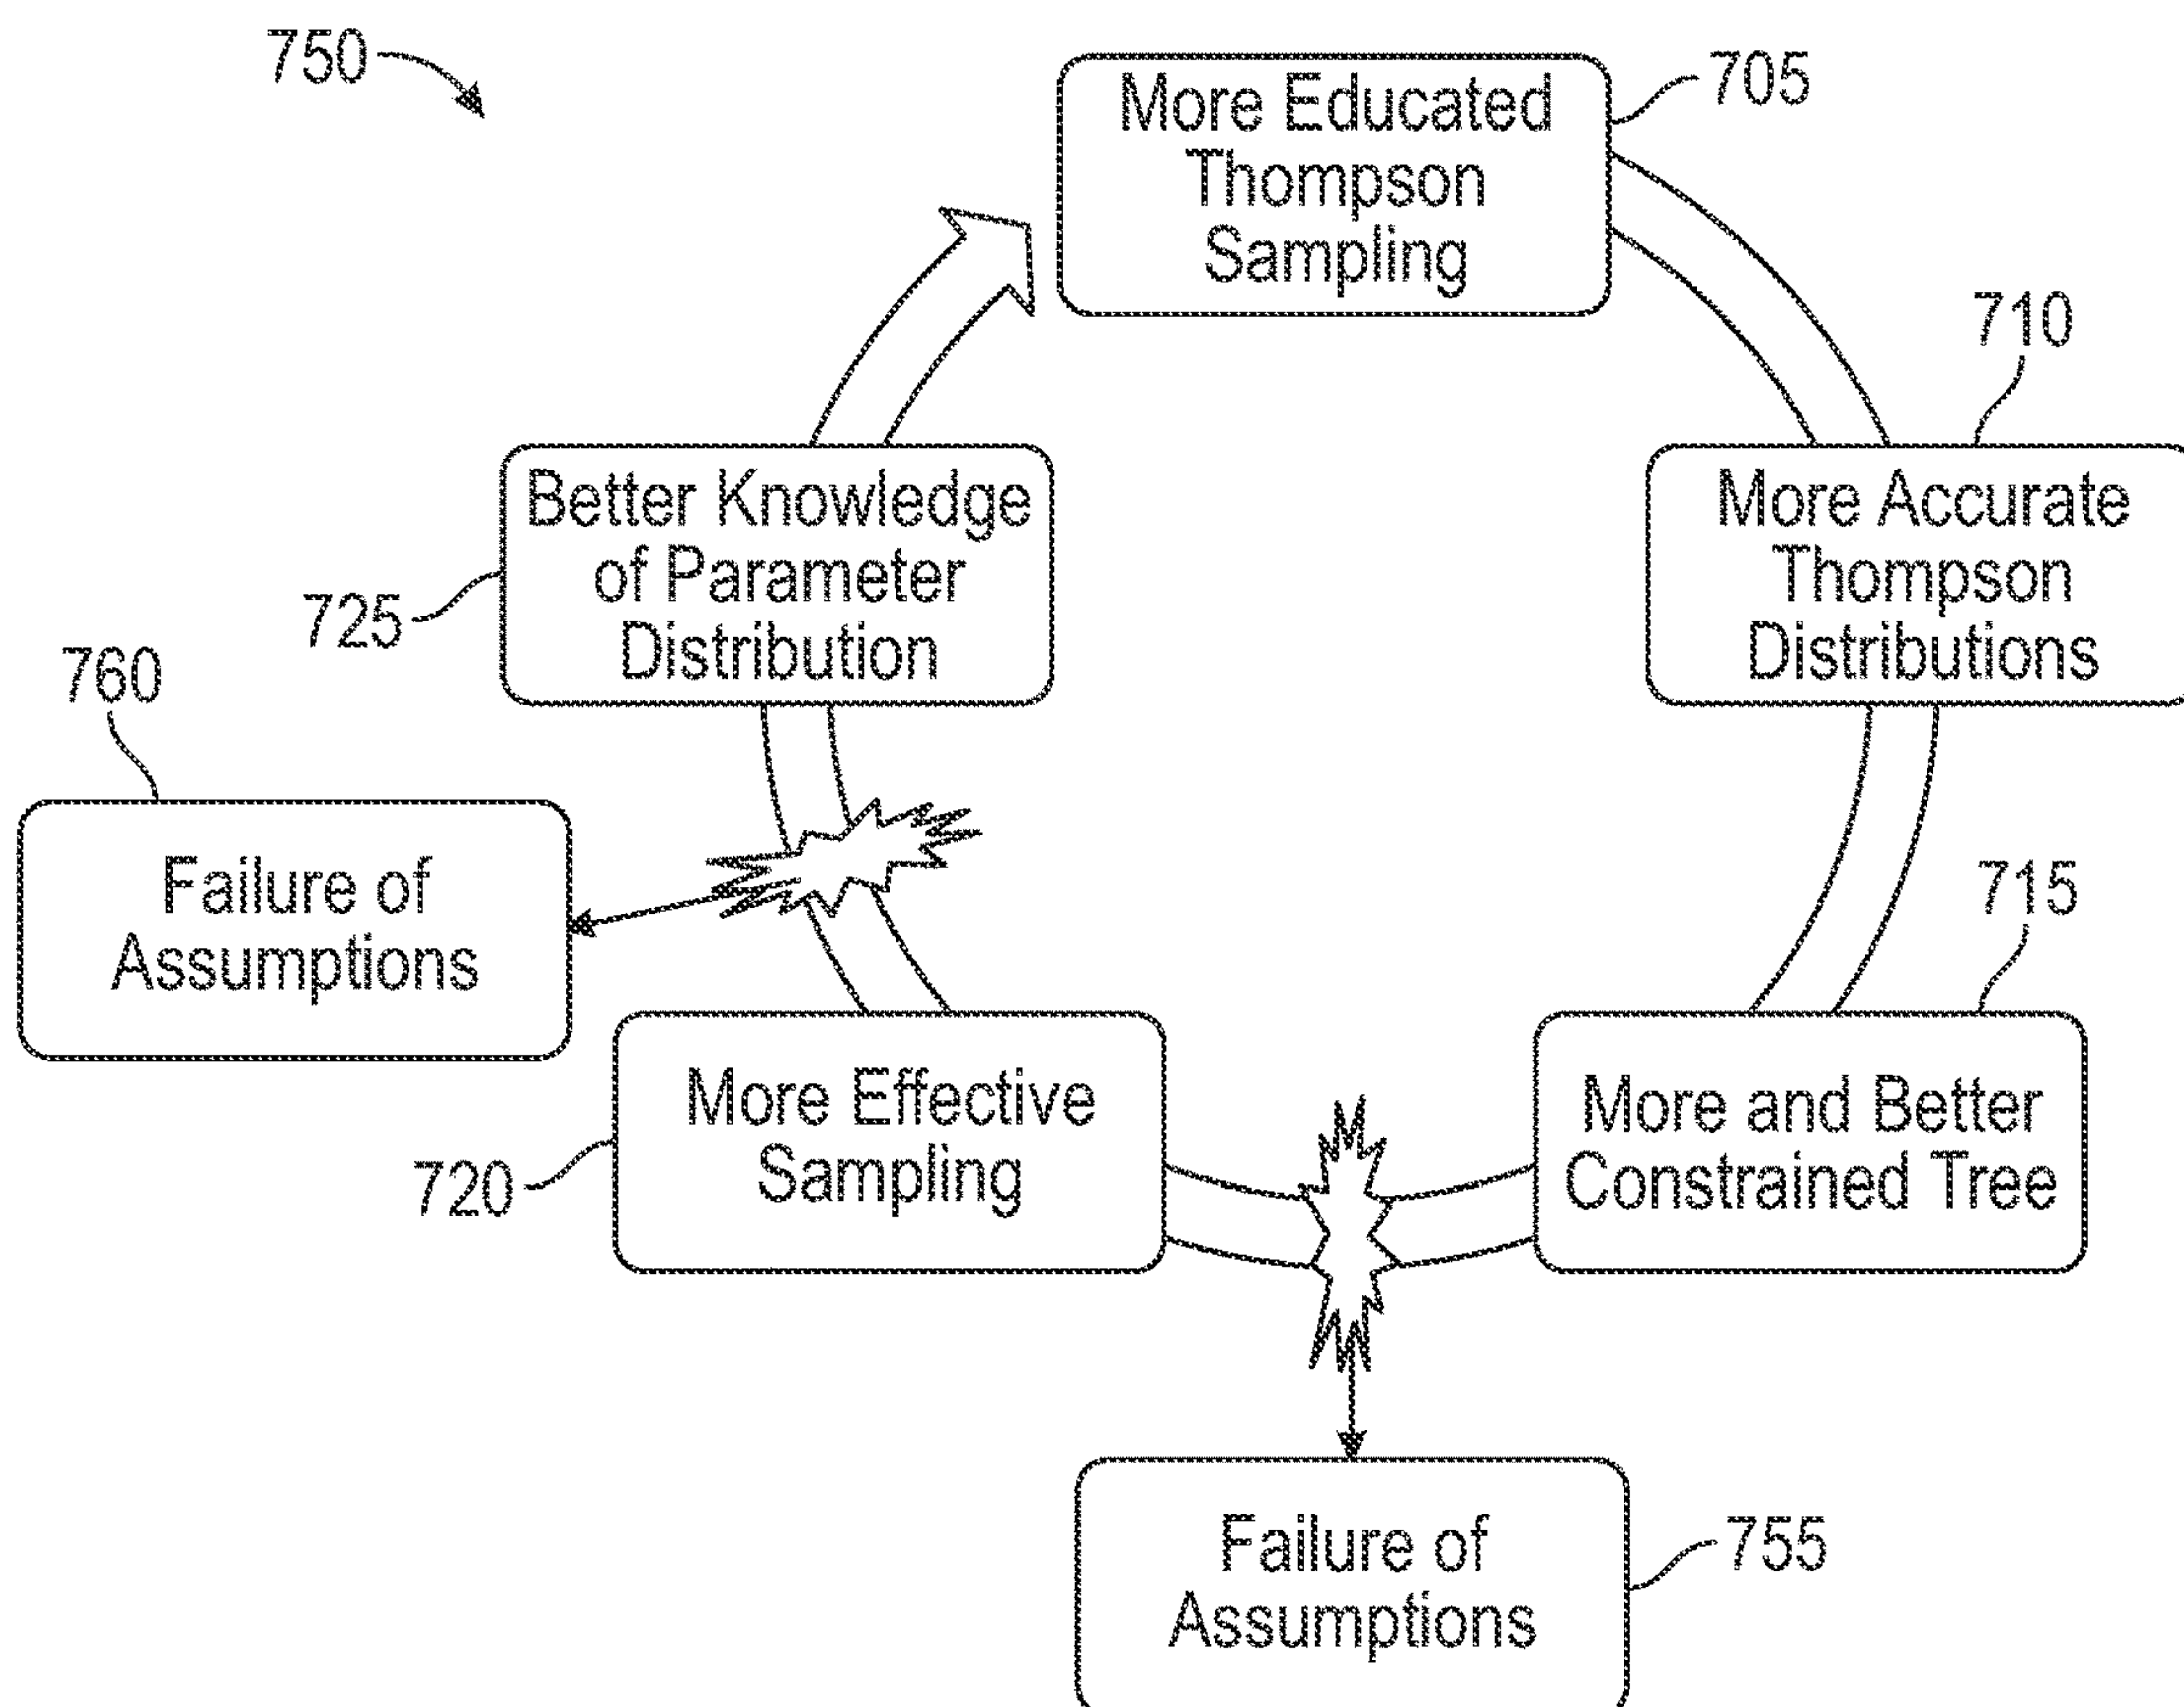 750
More Educated
Thompson
Sampling
705
710
More Accurate
Thompson
Distributions
Better Knowledge
of Parameter
Distribution
725
760
Failure of
Assumptions
715
More and Better
Constrained Tree
More Effective
Sampling
720
Failure of
Assumptions
755